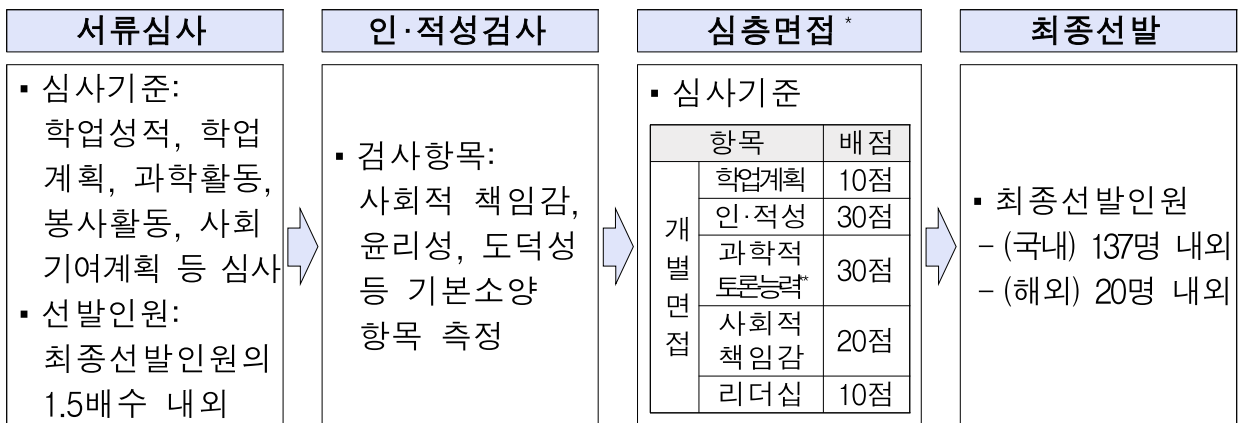 서류심사
▪ 심사기준:
학업성적, 학업
계획, 과학활동,
봉사활동, 사회
기여계획 등 심사
▪ 선발인원:
최종선발인원의
1.5배수 내외
인·적성검사
▪ 검사항목:
사회적 책임감,
윤리성, 도덕성
등 기본소양
항목 측정
심층면접*
▪ 심사기준
항목 배점
개별면접
학업계획 10점
인·적성 30점
과학적
토론능력** 30점
사회적
책임감 20점
리더십 10점
최종선발
▪ 최종선발인원
- (국내) 137명 내외
- (해외) 20명 내외